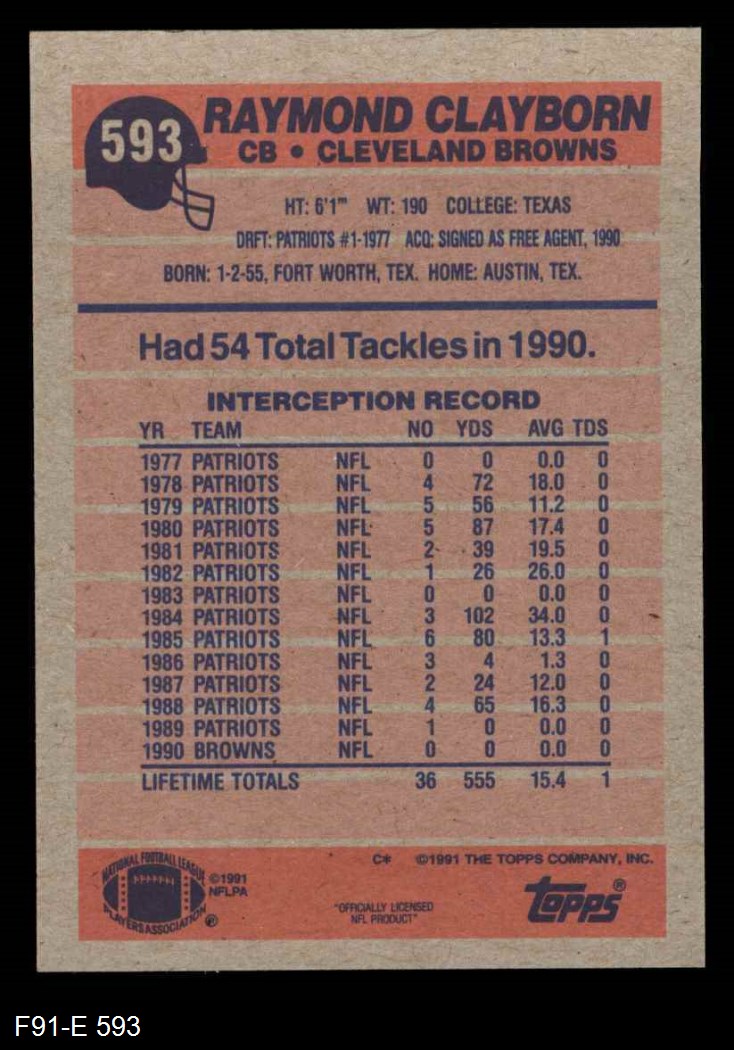 593
RAYMOND CLAYBORN
CB • CLEVELAND BROWNS
HT: 6'1" WT: 190 COLLEGE: TEXAS
DRFT: PATRIOTS #1-1977 ACQ: SIGNED AS FREE AGENT, 1990
BORN: 1-2-55, FORT WORTH, TEX. HOME: AUSTIN, TEX.
Had 54 Total Tackles in 1990.
INTERCEPTION RECORD
YR TEAM NO YDS AVG TDS
1977 PATRIOTS NFL 0 0 0.0 0
1978 PATRIOTS NFL 4 72 18.0 0
1979 PATRIOTS NFL 5 56 11.2 0
1980 PATRIOTS NFL 5 87 17.4 0
1981 PATRIOTS NFL 2 39 19.5 0
1982 PATRIOTS NFL 1 26 26.0 0
1983 PATRIOTS NFL 0 0 0.0 0
1984 PATRIOTS NFL 3 102 34.0 0
1985 PATRIOTS NFL 6 80 13.3 1
1986 PATRIOTS NFL 3 4 1.3 0
1987 PATRIOTS NFL 2 24 12.0 0
1988 PATRIOTS NFL 4 65 16.3 0
1989 PATRIOTS NFL 1 0 0.0 0
1990 BROWNS NFL 0 0 0.0 0
LIFETIME TOTALS 36 555 15.4 1
C* ©1991 THE TOPPS COMPANY, INC.
NATIONAL FOOTBALL LEAGUE
PLAYERS ASSOCIATION
©1991
NFLPA
"OFFICIALLY LICENSED
NFL PRODUCT"
TOPPS®
F91-E 593